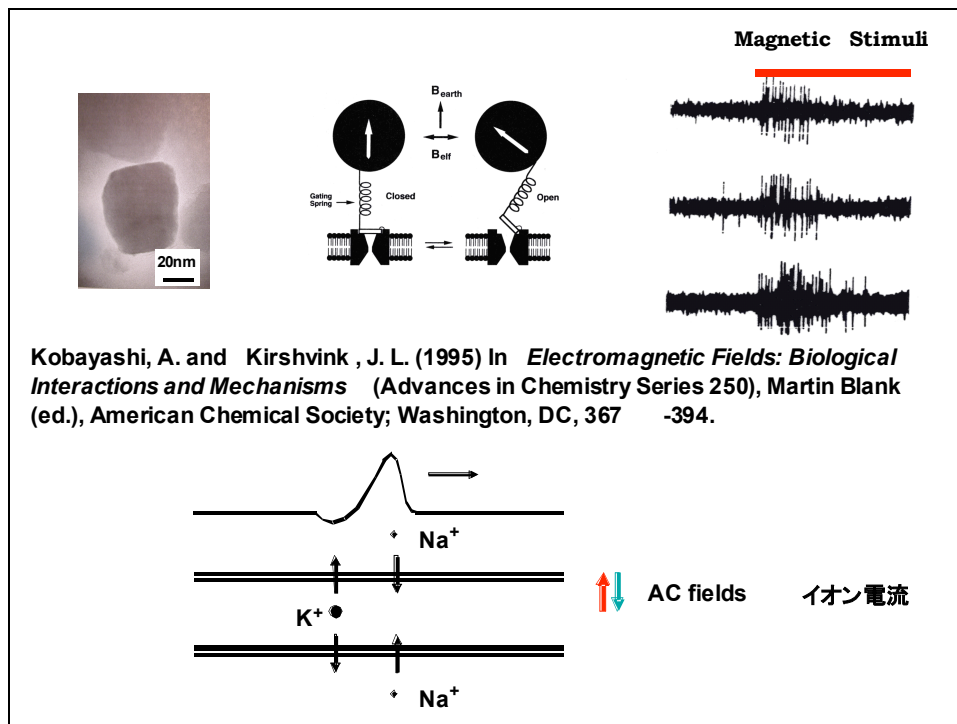 Magnetic Stimuli
B earth
B elf
Gating
Spring
Closed
Open
20nm
Kobayashi, A. and Kirshvink , J. L. (1995) In Electromagnetic Fields: Biological
Interactions and Mechanisms (Advances in Chemistry Series 250), Martin Blank
(ed.), American Chemical Society; Washington, DC, 367 -394.
Na+
K+
AC fields イオン電流
Na+